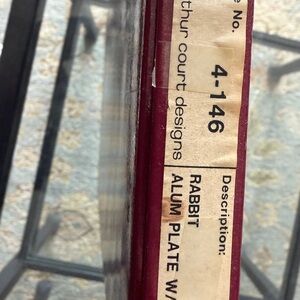 No.
4-146
thur court designs
Description:
RABBIT
ALUM PLATE W/